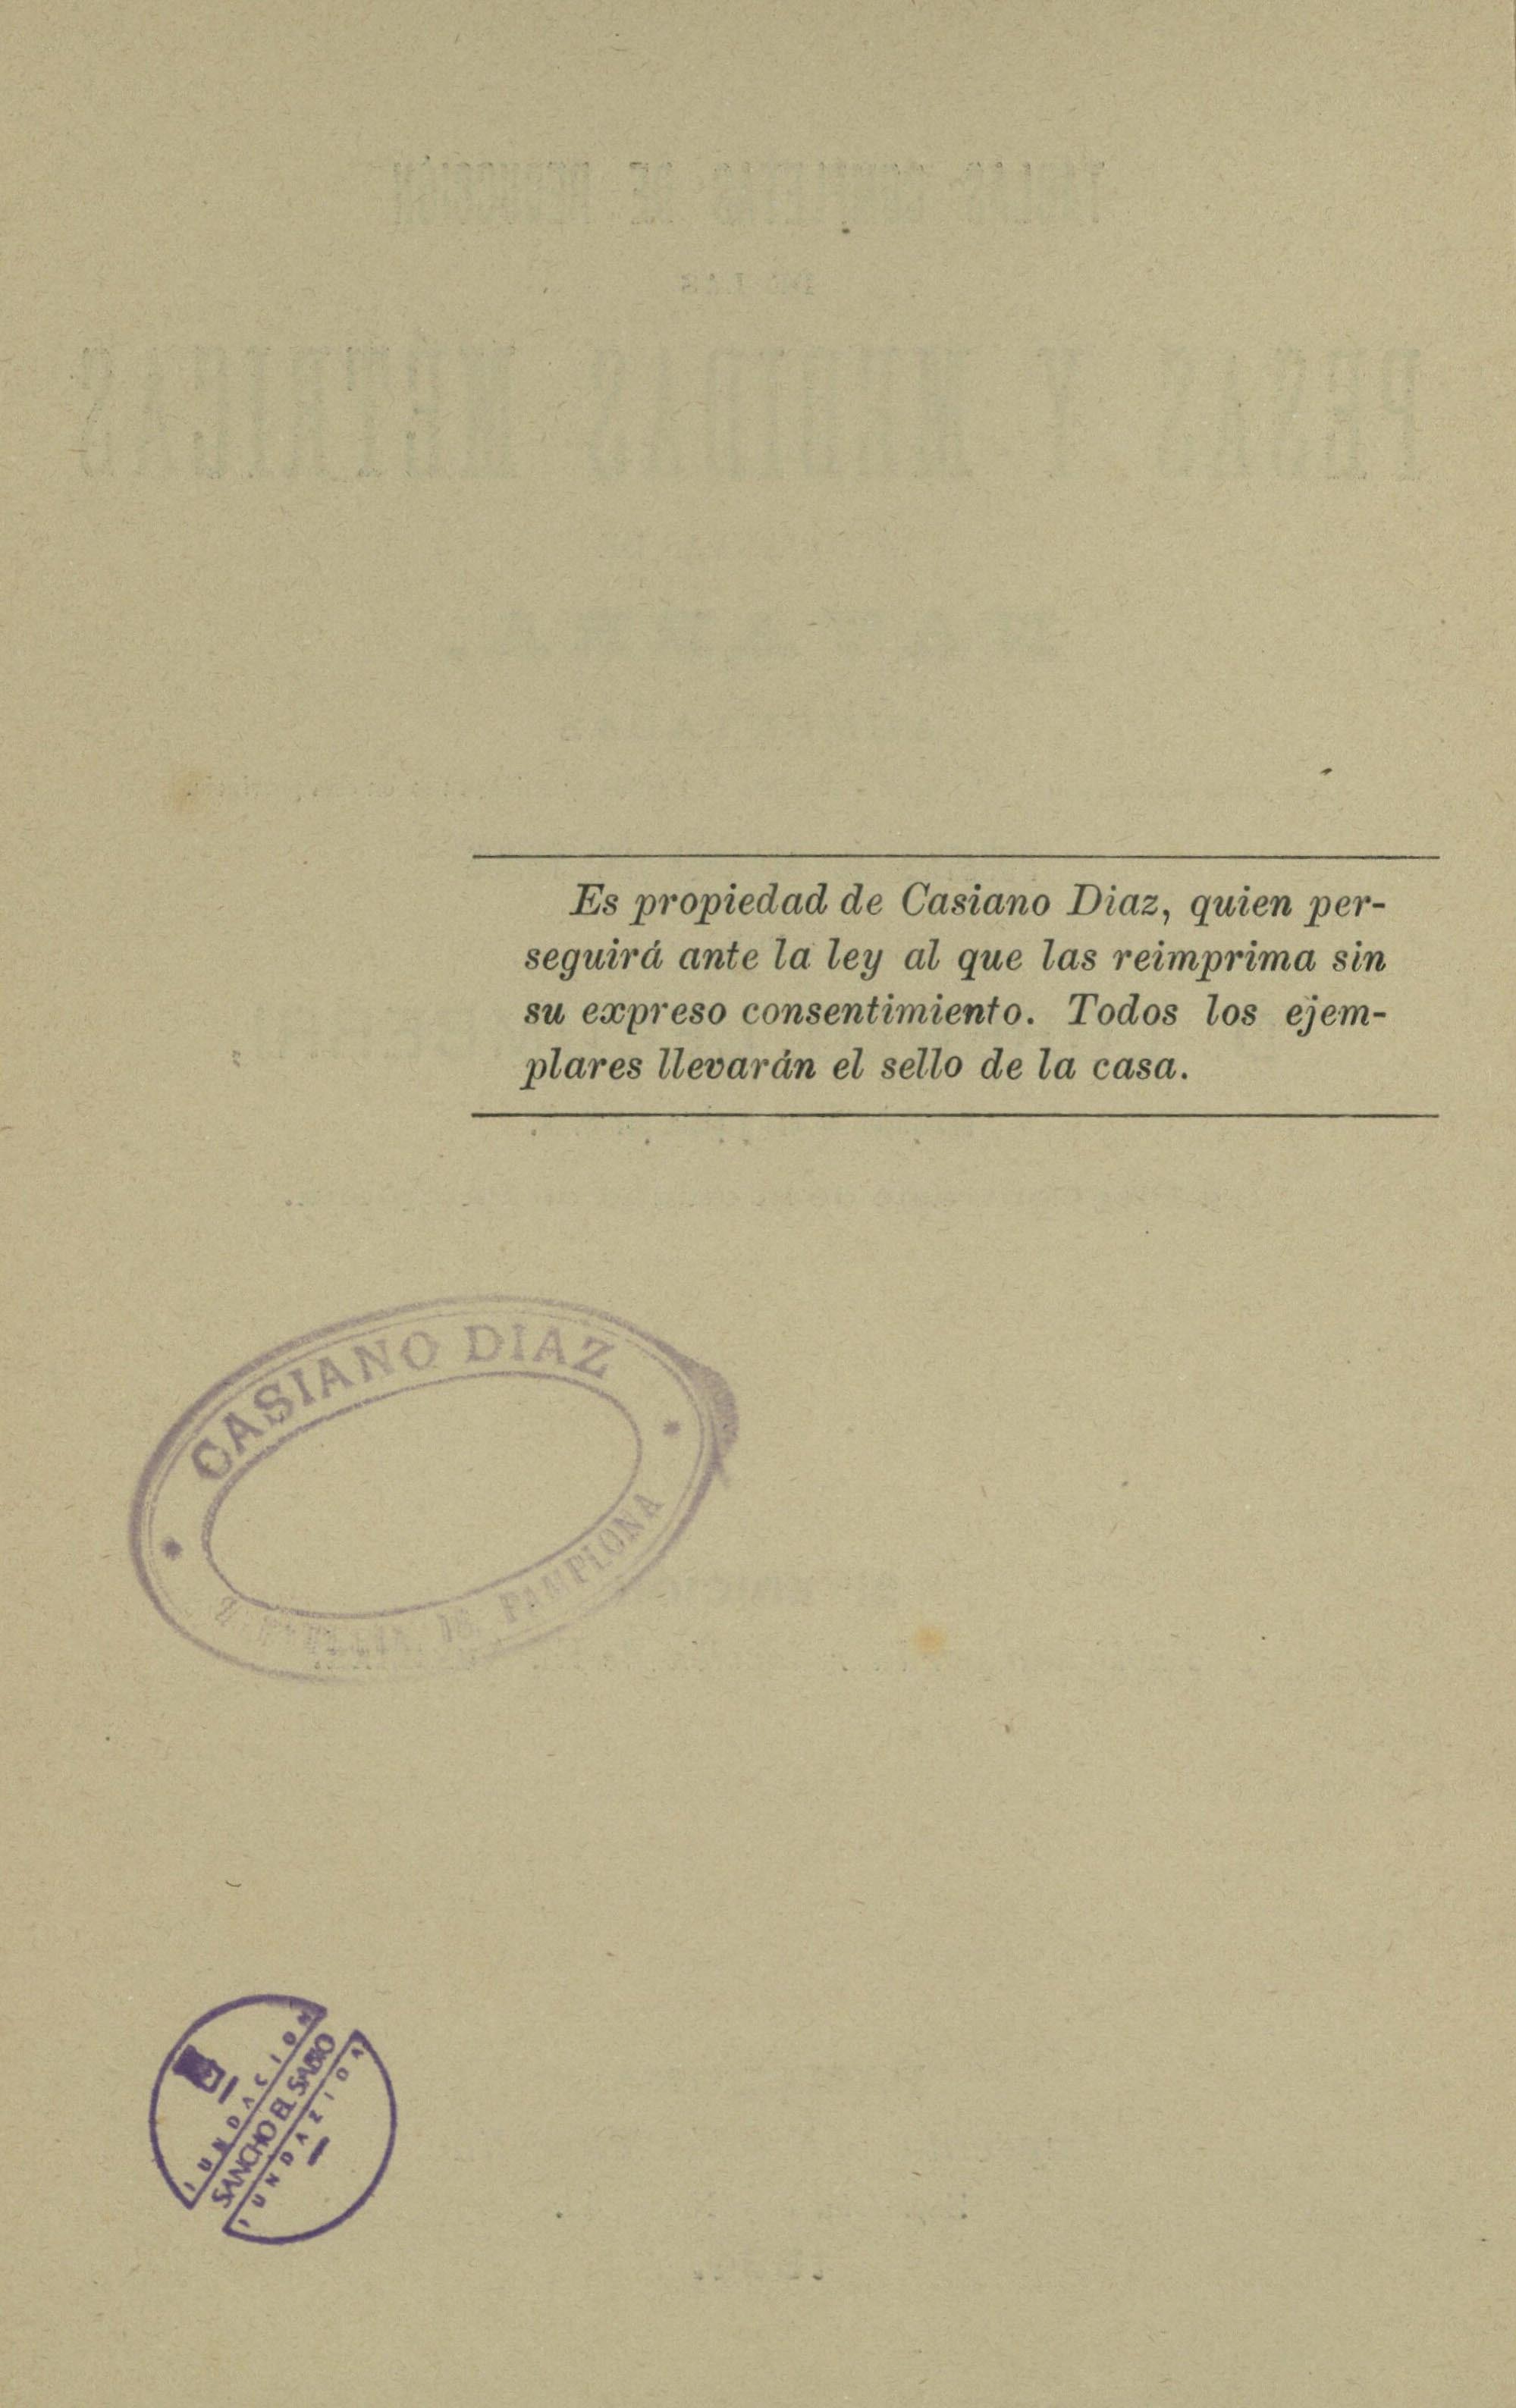 Es propiedad de Casiano Diaz, quien per-
seguirá ante la ley al que las reimprima sin
su expreso consentimiento. Todos los ejem-
plares llevarán el sello de la casa.
CASIANO DIAZ
PAMPLONA
FUNDACION
SANCHO EL SABIO
FUNDAZIOA